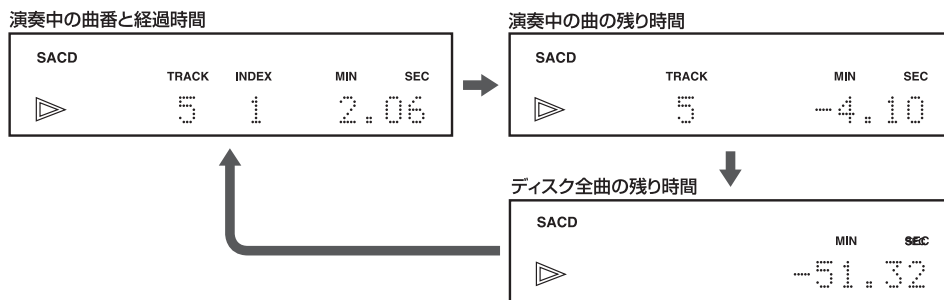 演奏中の曲番と経過時間
SACD
TRACK INDEX MIN SEC
5 1 2.06
演奏中の曲の残り時間
SACD
TRACK MIN SEC
5 -4.10
ディスク全曲の残り時間
SACD
MIN SEC
-51.32